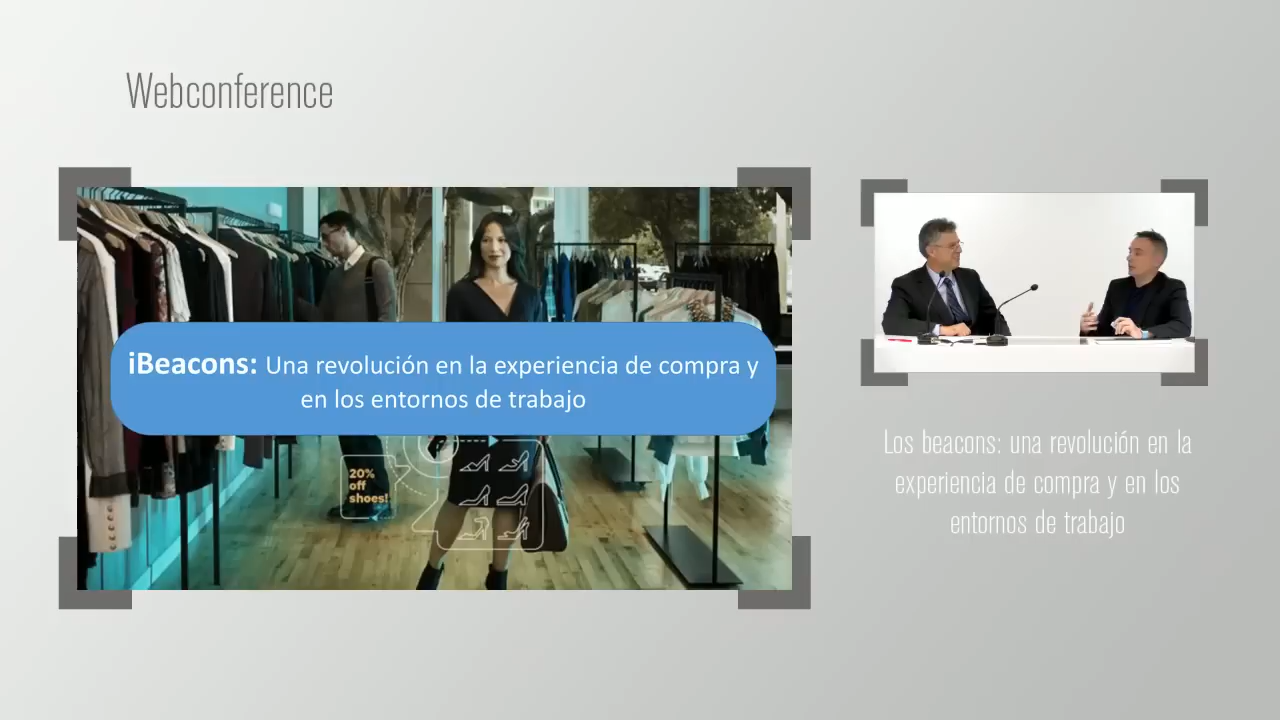 Webconference
iBeacons: Una revolución en la experiencia de compra y
en los entornos de trabajo
20%
off
shoes!
Los beacons: una revolución en la
experiencia de compra y en los
entornos de trabajo